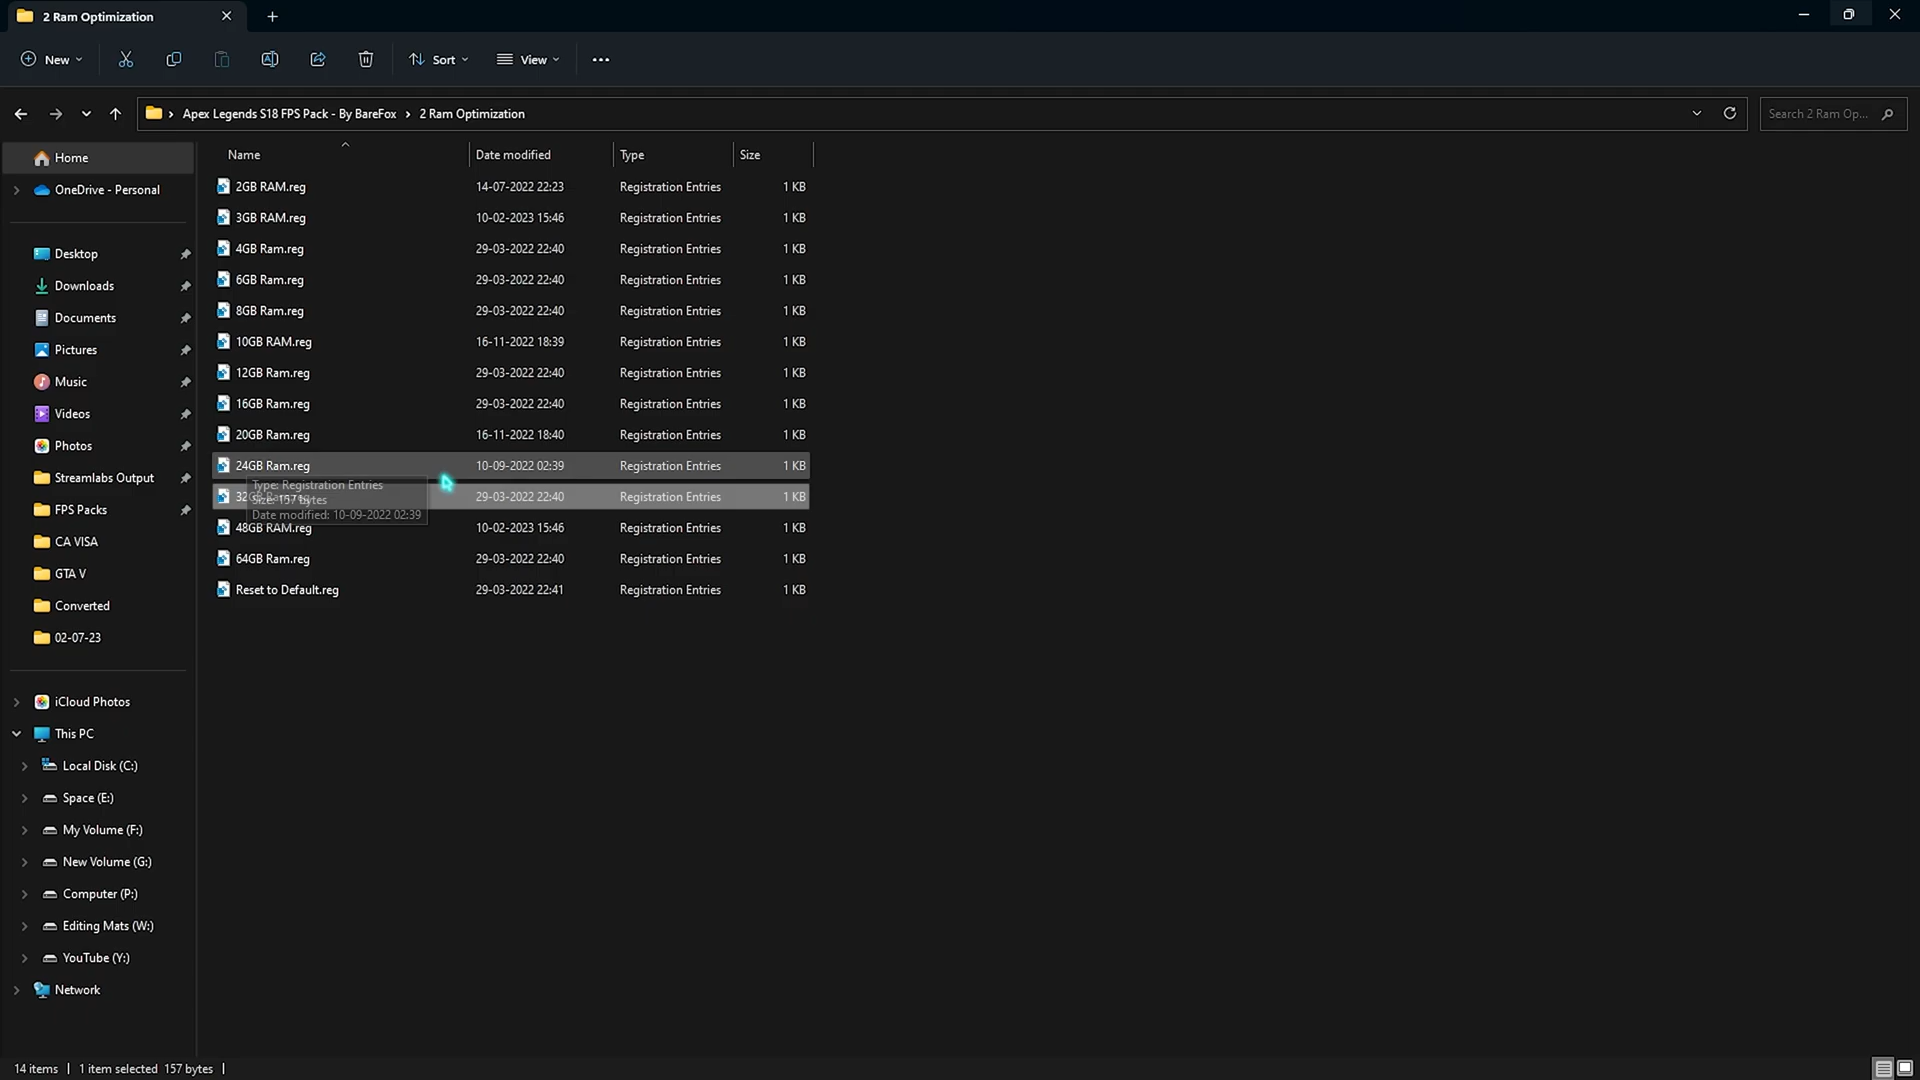 2 Ram Optimization
New
Sort
View
Apex Legends S18 FPS Pack - By BareFox > 2 Ram Optimization
Search 2 Ram Op...
Home
OneDrive - Personal
Desktop
Downloads
Documents
Pictures
Music
Videos
Photos
Streamlabs Output
FPS Packs
CA VISA
GTA V
Converted
02-07-23
iCloud Photos
This PC
Local Disk (C:)
Space (E:)
My Volume (F:)
New Volume (G:)
Computer (P:)
Editing Mats (W:)
YouTube (Y:)
Network
Name Date modified Type Size
2GB RAM.reg 14-07-2022 22:23 Registration Entries 1 KB
3GB RAM.reg 10-02-2023 15:46 Registration Entries 1 KB
4GB Ram.reg 29-03-2022 22:40 Registration Entries 1 KB
6GB Ram.reg 29-03-2022 22:40 Registration Entries 1 KB
8GB Ram.reg 29-03-2022 22:40 Registration Entries 1 KB
10GB RAM.reg 16-11-2022 18:39 Registration Entries 1 KB
12GB Ram.reg 29-03-2022 22:40 Registration Entries 1 KB
16GB Ram.reg 29-03-2022 22:40 Registration Entries 1 KB
20GB Ram.reg 16-11-2022 18:40 Registration Entries 1 KB
24GB Ram.reg 10-09-2022 02:39 Registration Entries 1 KB
Type: Registration Entries
Size: 157 bytes
Date modified: 10-09-2022 02:39
29-03-2022 22:40 Registration Entries 1 KB
48GB RAM.reg 10-02-2023 15:46 Registration Entries 1 KB
64GB Ram.reg 29-03-2022 22:40 Registration Entries 1 KB
Reset to Default.reg 29-03-2022 22:41 Registration Entries 1 KB
14 items | 1 item selected 157 bytes |